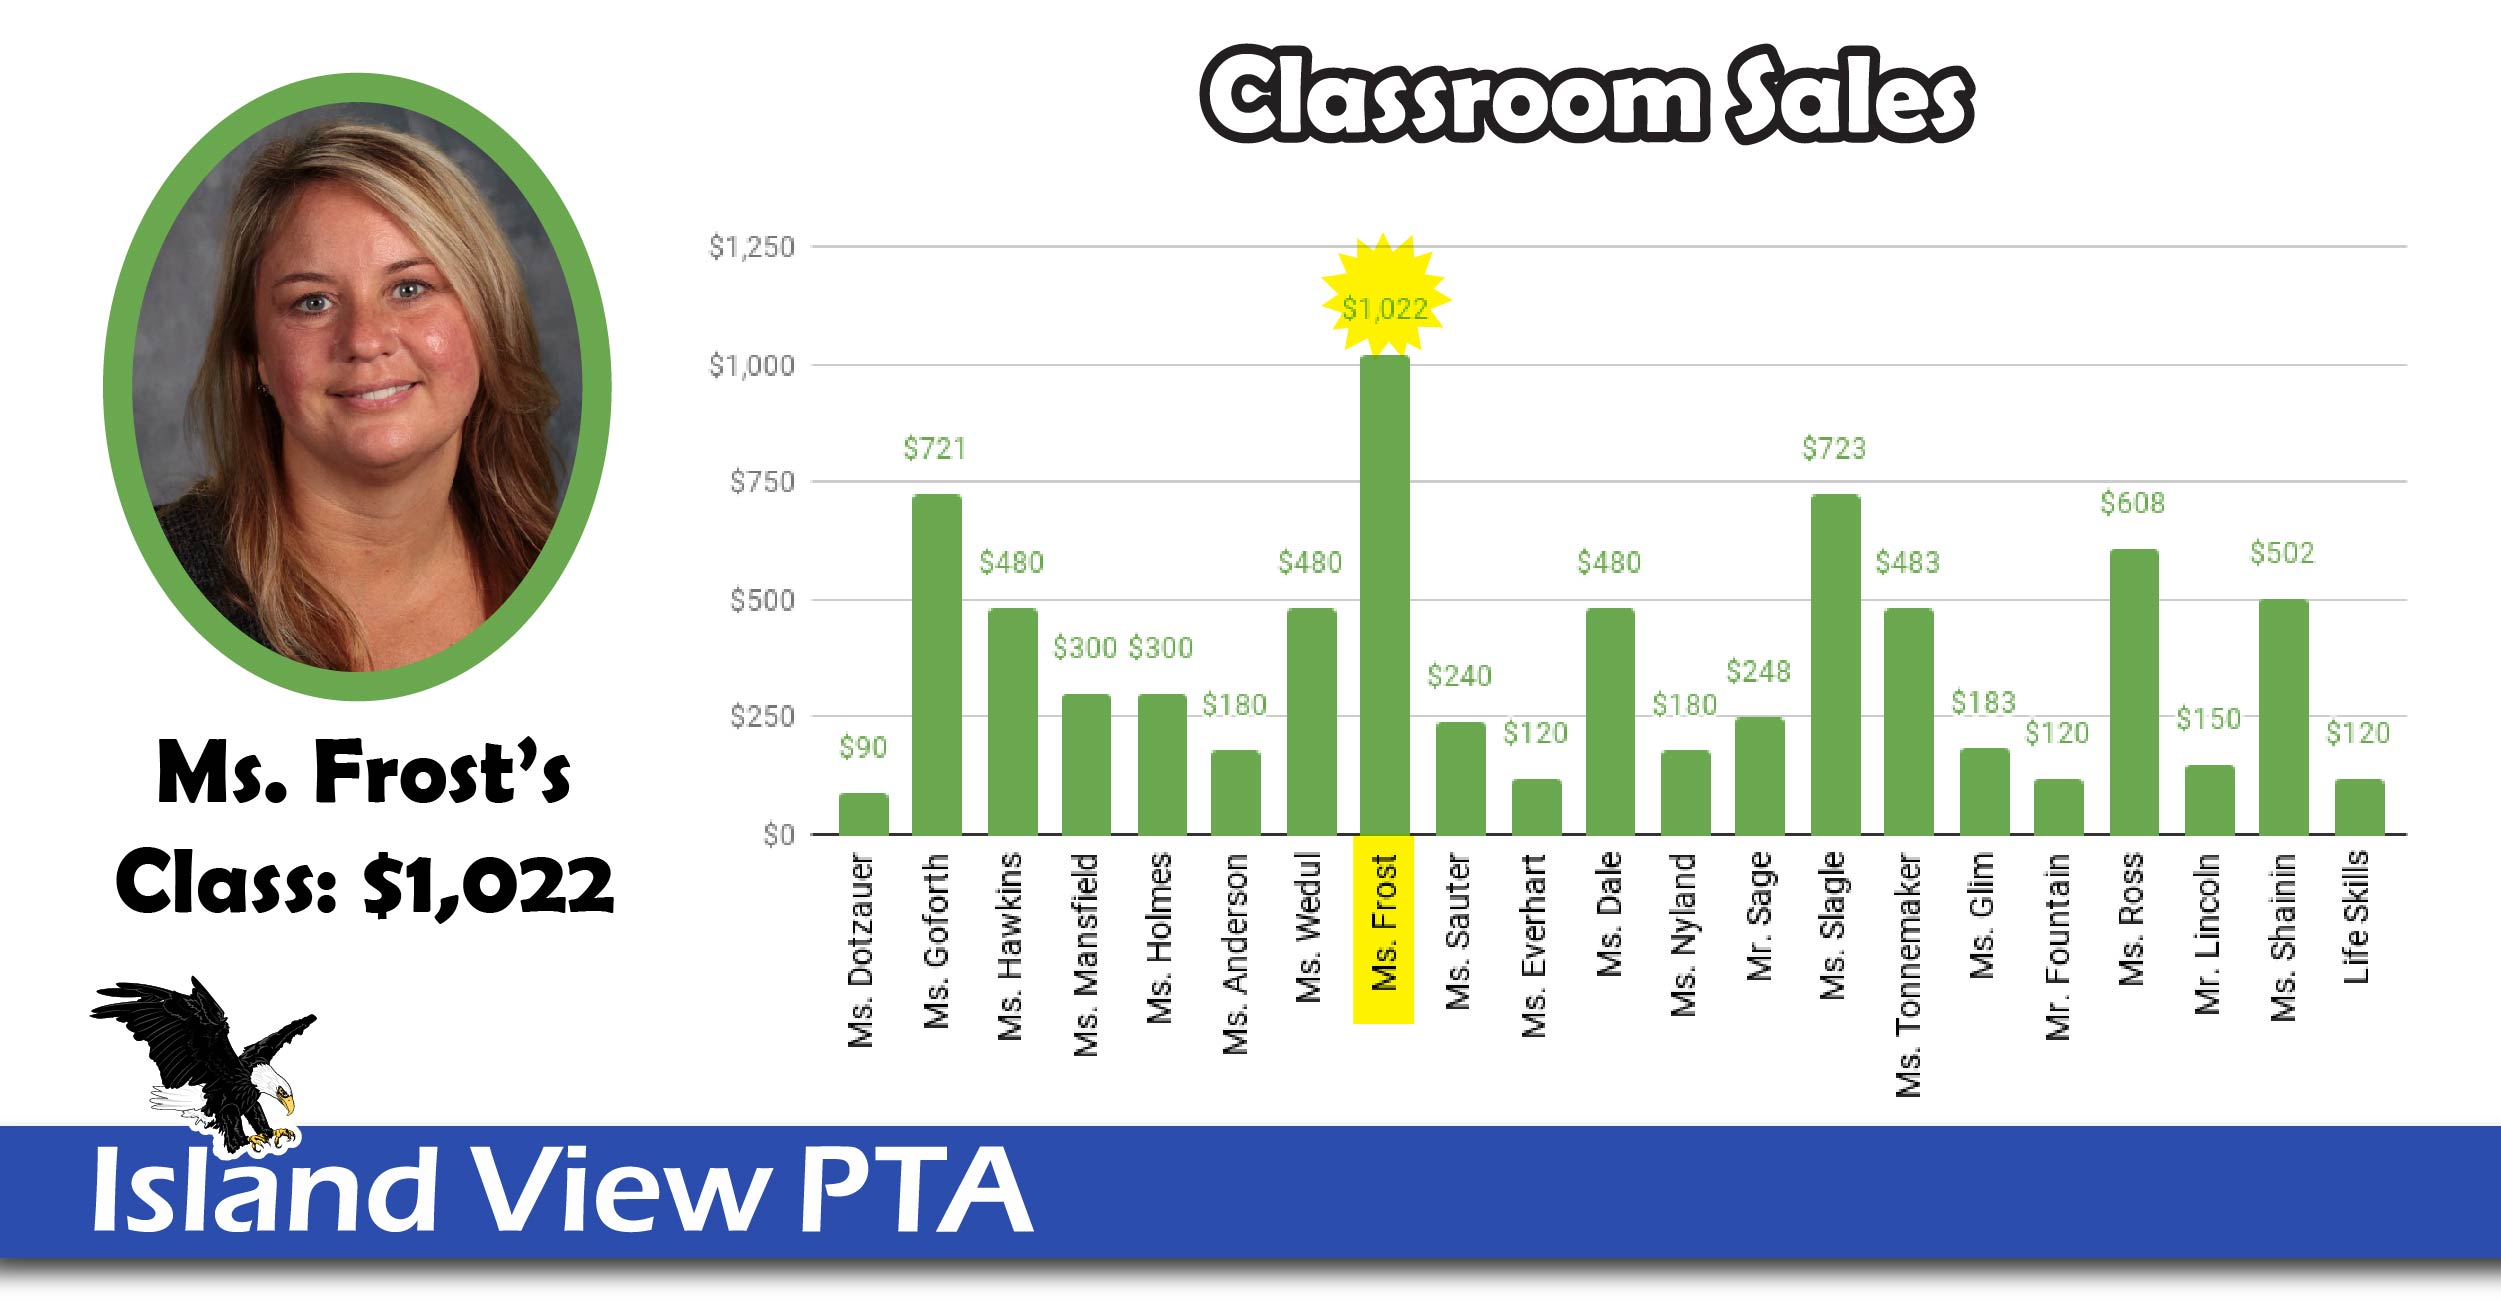 Classroom Sales
$1,250
$1,000
$750
$500
$250
$0
$90
$721
$480
$300
$300
$180
$480
$1,022
$240
$120
$480
$180
$248
$723
$483
$183
$120
$608
$150
$502
$120
Ms. Dotzauer
Ms. Goforth
Ms. Hawkins
Ms. Mansfield
Ms. Holmes
Ms. Anderson
Ms. Wedul
Ms. Frost
Ms. Sauter
Ms. Everhart
Ms. Dale
Ms. Nyland
Mr. Sage
Ms. Slagle
Ms. Tonnemaker
Ms. Glim
Mr. Fountain
Ms. Ross
Mr. Lincoln
Ms. Shainin
Life Skills
Ms. Frost’s
Class: $1,022
Island View PTA